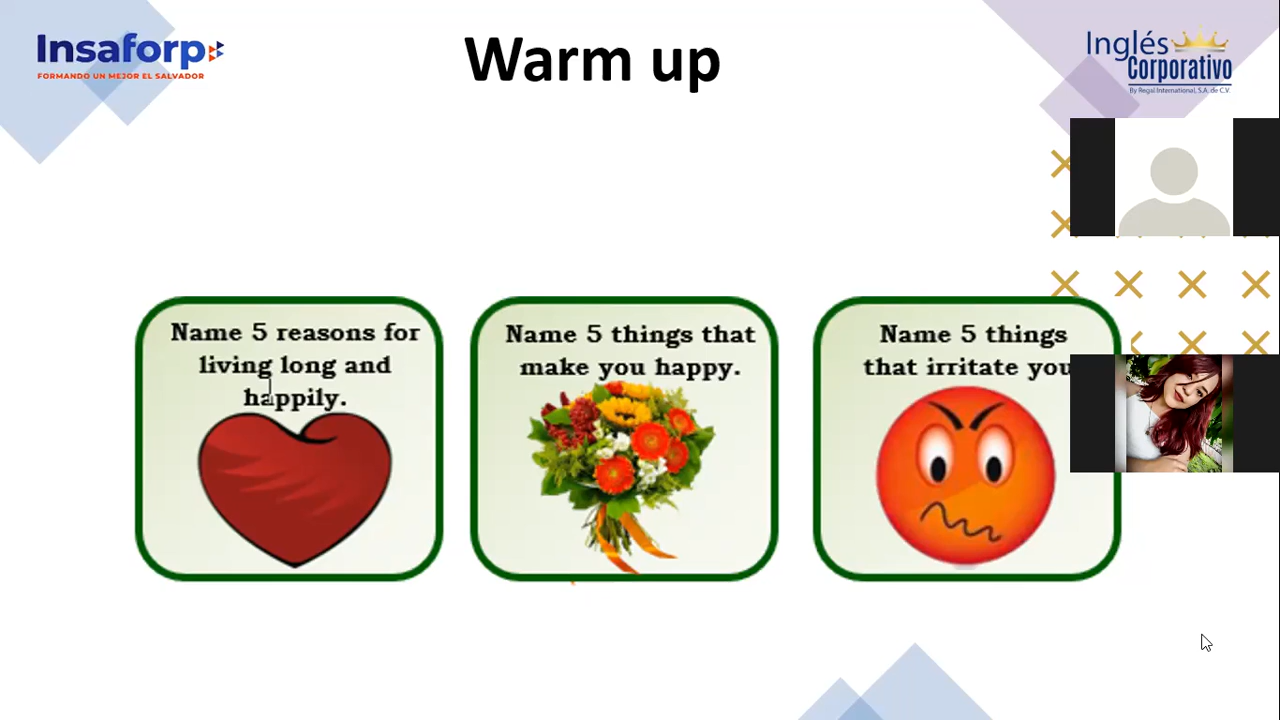 Insaforp
FORMANDO UN MEJOR EL SALVADOR
Warm up
Inglés
Corporativo
By Regal International, S.A. de C.V.
Name 5 reasons for
living long and
happily.
Name 5 things that
make you happy.
Name 5 things
that irritate you